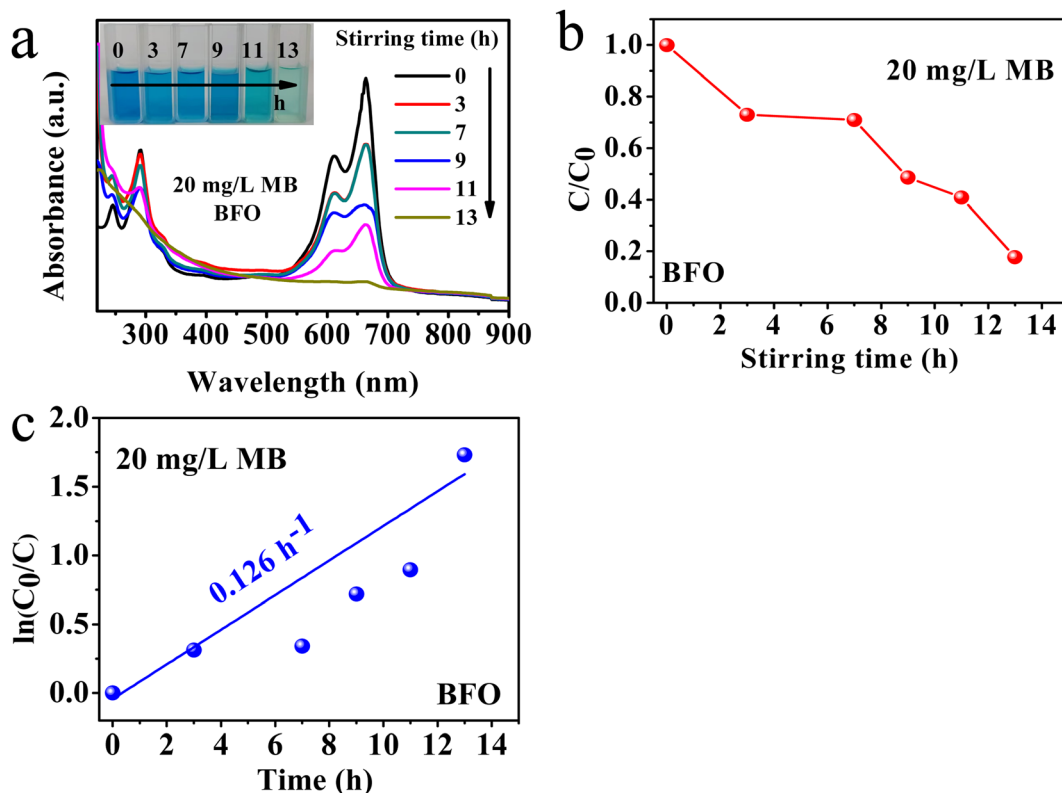 a
0 3 7 9 11 13
h
Stirring time (h)
0
3
7
9
11
13
20 mg/L MB
BFO
Absorbance (a.u.)
300 400 500 600 700 800 900
Wavelength (nm)
b
20 mg/L MB
BFO
C/C0
1.0
0.8
0.6
0.4
0.2
0.0
0 2 4 6 8 10 12 14
Stirring time (h)
c
20 mg/L MB
0.126 h-1
BFO
ln(C0/C)
2.0
1.5
1.0
0.5
0.0
0 2 4 6 8 10 12 14
Time (h)